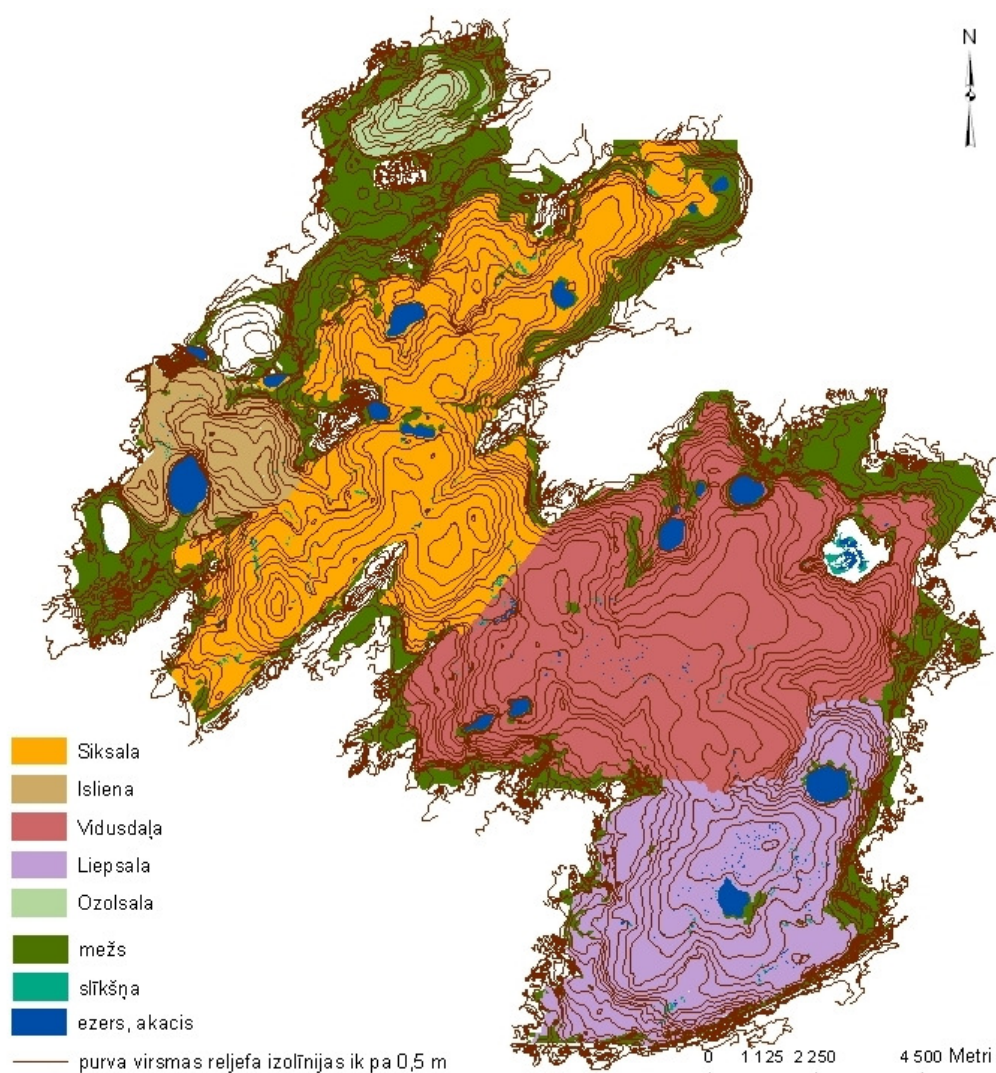 N
Siksala
Isliena
Vidusdaļa
Liepsala
Ozolsala
mežs
slīkšņa
ezers, akacis
purva virsmas reljefa izolīnijas ik pa 0,5 m
0 1 125 2 250 4 500 Metri